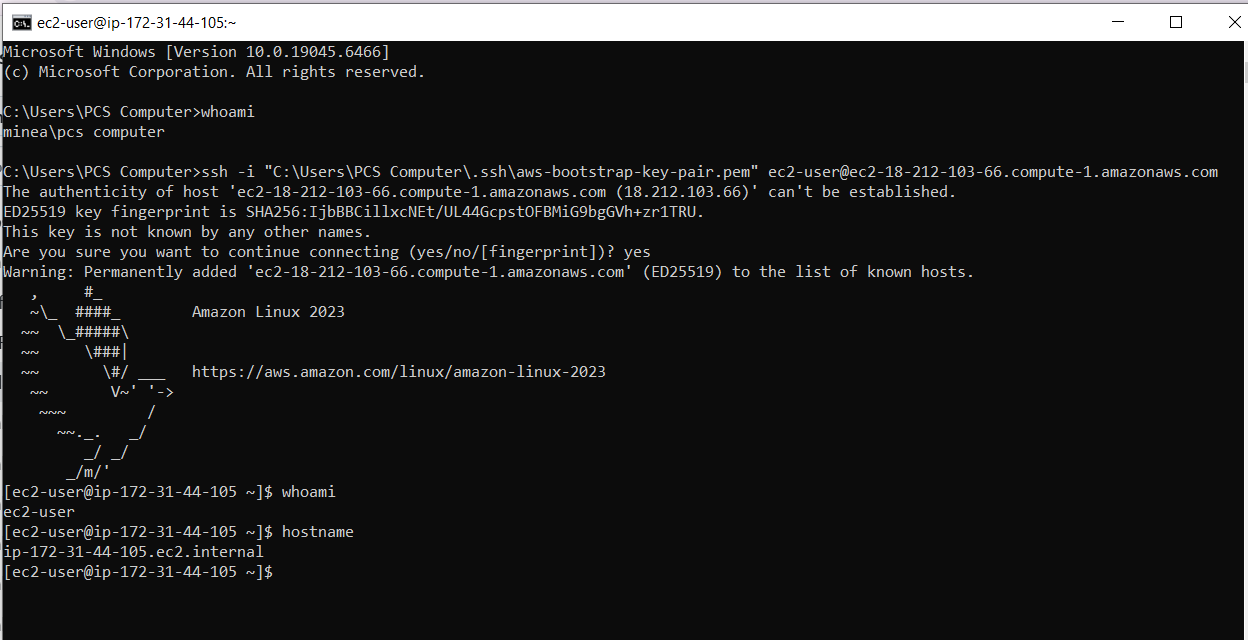 ec2-user@ip-172-31-44-105:~
Microsoft Windows [Version 10.0.19045.6466]
(c) Microsoft Corporation. All rights reserved.
C:\Users\PCS Computer>whoami
minea\pcs computer
C:\Users\PCS Computer>ssh -i "C:\Users\PCS Computer\.ssh\aws-bootstrap-key-pair.pem" ec2-user@ec2-18-212-103-66.compute-1.amazonaws.com
The authenticity of host 'ec2-18-212-103-66.compute-1.amazonaws.com (18.212.103.66)' can't be established.
ED25519 key fingerprint is SHA256:IjbBBCillxcNEt/UL44GcpstOFBMiG9bgGVh+zr1TRU.
This key is not known by any other names.
Are you sure you want to continue connecting (yes/no/[fingerprint])? yes
Warning: Permanently added 'ec2-18-212-103-66.compute-1.amazonaws.com' (ED25519) to the list of known hosts.
   ,     #_
   ~\_  ####_        Amazon Linux 2023
  ~~  \_#####\
  ~~     \###|
  ~~       \#/ ___   https://aws.amazon.com/linux/amazon-linux-2023
   ~~       V~' '->
    ~~~         /
      ~~._.   _/
         _/ _/
       _/m/'
[ec2-user@ip-172-31-44-105 ~]$ whoami
ec2-user
[ec2-user@ip-172-31-44-105 ~]$ hostname
ip-172-31-44-105.ec2.internal
[ec2-user@ip-172-31-44-105 ~]$